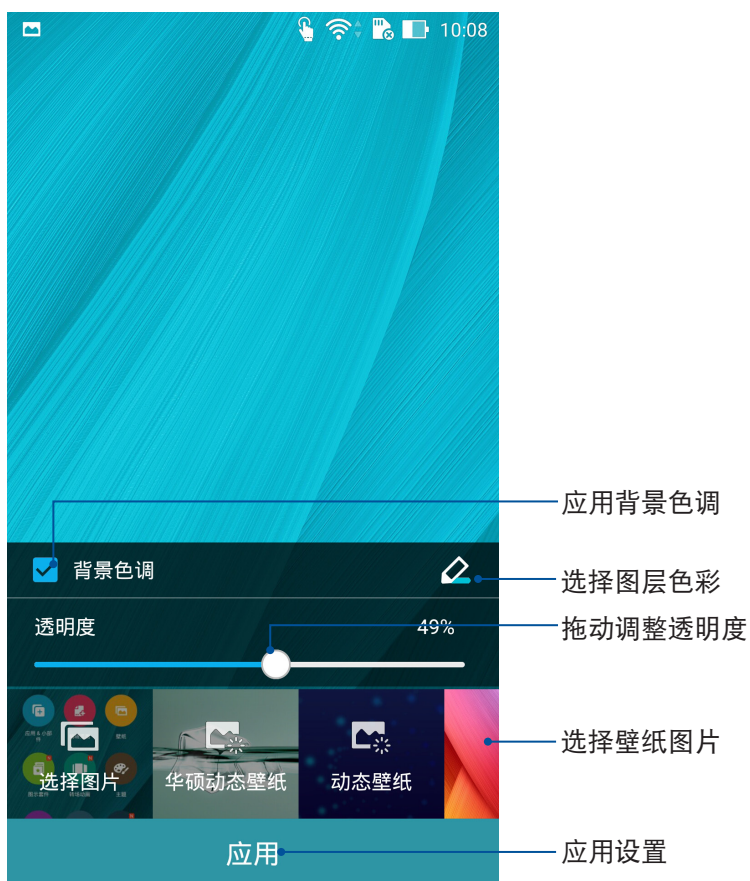 10:08
应用背景色调
背景色调
选择图层色彩
透明度
49%
拖动调整透明度
选择图片
华硕动态壁纸
动态壁纸
选择壁纸图片
应用
应用设置